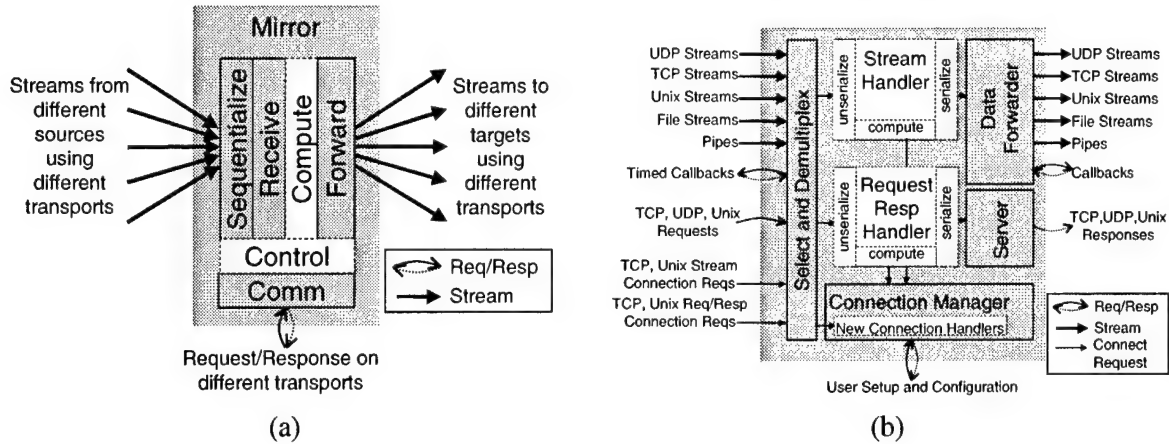 Mirror
Streams from
different
sources
using
different
transports
Sequentialize
Receive
Compute
Forward
Streams to
different
targets
using
different
transports
Control
Comm
Req/Resp
Stream
Request/Response on
different transports
(a)
UDP Streams
TCP Streams
Unix Streams
File Streams
Pipes
Timed Callbacks
TCP, UDP, Unix
Requests
TCP, Unix Stream
Connection Reqs
TCP, Unix Req/Resp
Connection Reqs
Select and Demultiplex
unserialize
Stream
Handler
serialize
compute
unserialize
Request
Resp
Handler
serialize
compute
Data
Forwarder
Server
UDP Streams
TCP Streams
Unix Streams
File Streams
Pipes
Callbacks
TCP,UDP,Unix
Responses
Connection Manager
New Connection Handlers
Req/Resp
Stream
Connect
Request
User Setup and Configuration
(b)